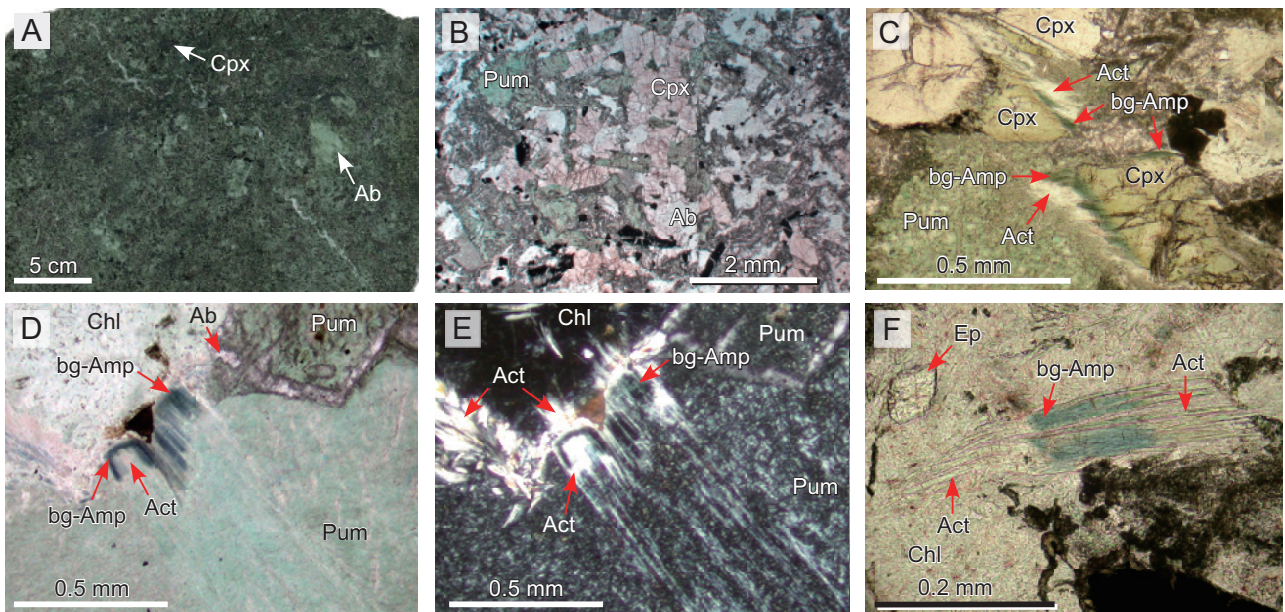 A
Cpx
Ab
5 cm
B
Pum
Cpx
Ab
2 mm
C
Cpx
Act
bg-Amp
Cpx
bg-Amp
Cpx
Pum
Act
0.5 mm
D
Chl
Ab
Pum
bg-Amp
bg-Amp
Act
Pum
0.5 mm
E
Chl
Pum
bg-Amp
Act
Act
Pum
0.5 mm
F
Ep
bg-Amp
Act
Act
Chl
0.2 mm